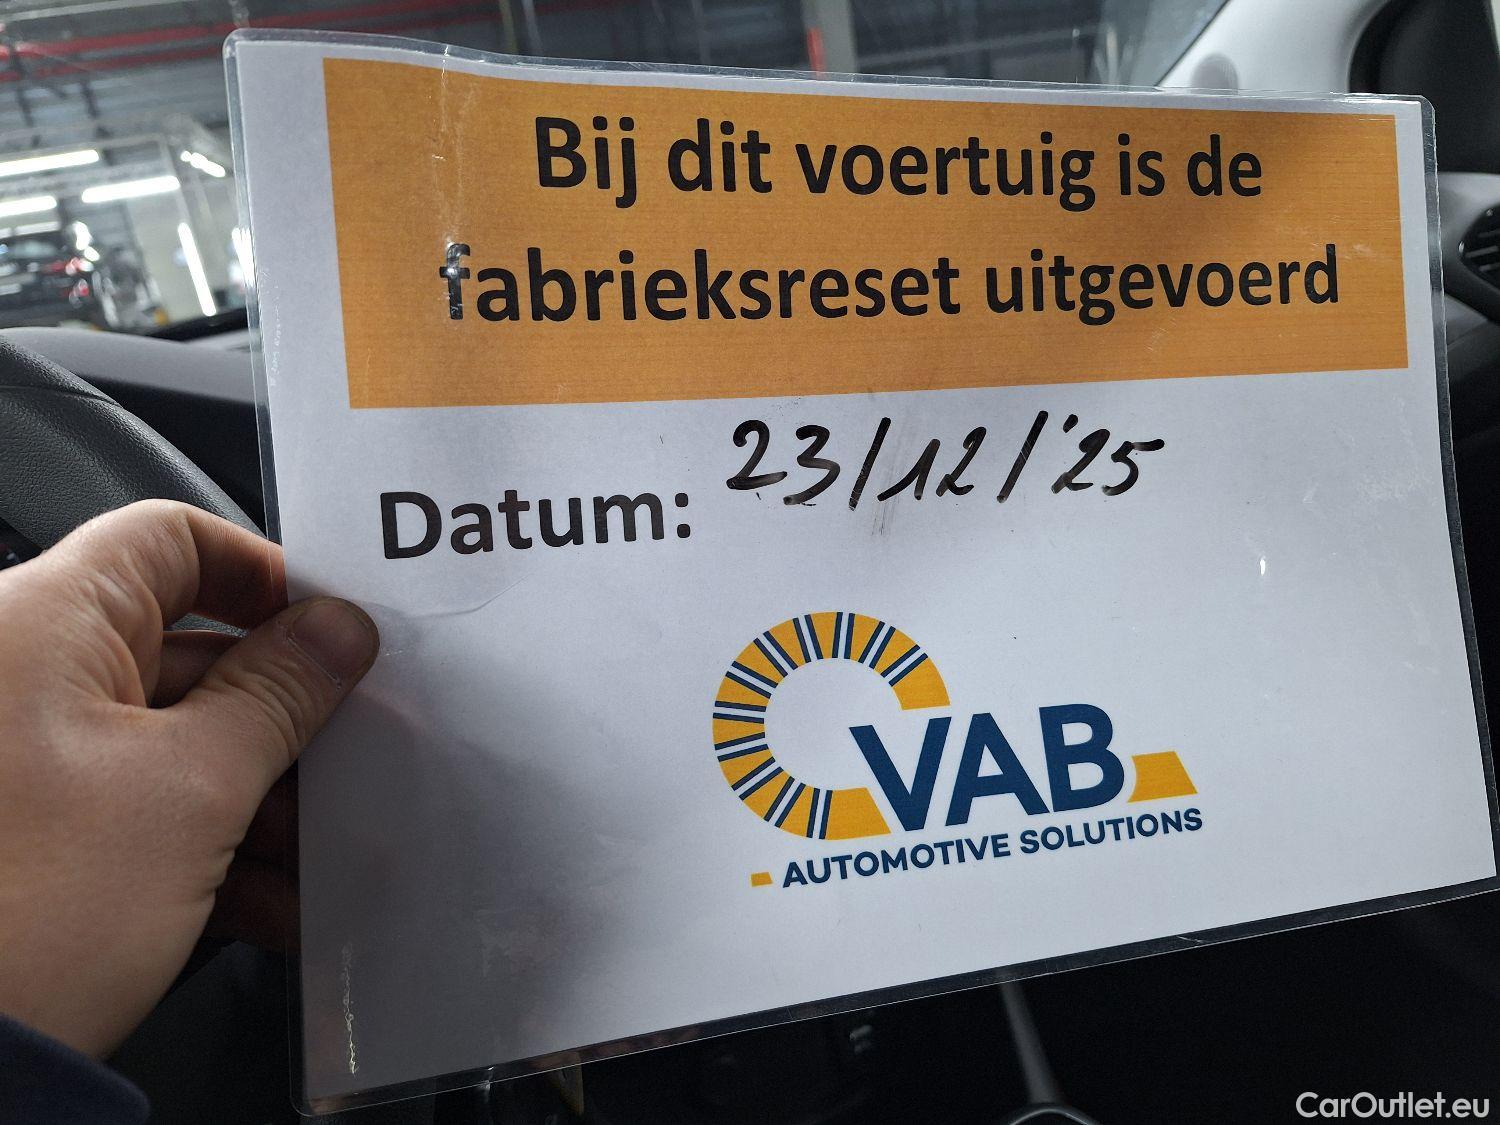 Bij dit voertuig is de
fabrieksreset uitgevoerd
Datum: 23/12/'25
VAB
AUTOMOTIVE SOLUTIONS
CarOutlet.eu